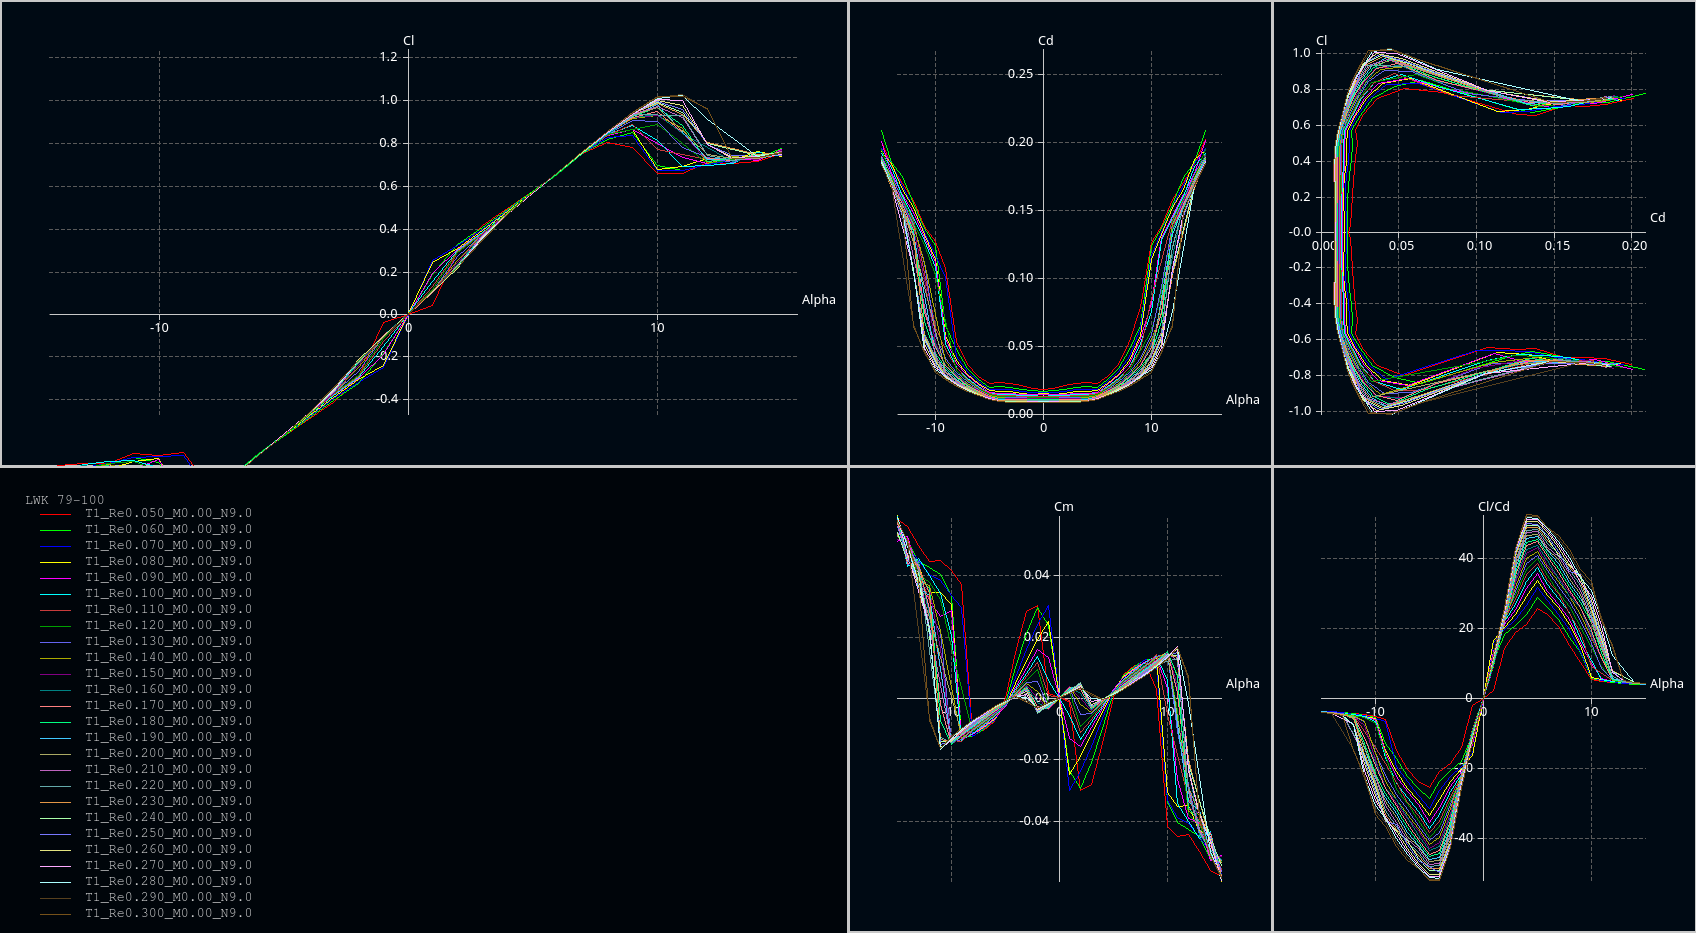 Cl
1.2
1.0
0.8
0.6
0.4
0.2
0.0
-10
0
10
Alpha
-0.2
-0.4
Cd
0.25
0.20
0.15
0.10
0.05
0.00
Alpha
-10
0
10
Cl
1.0
0.8
0.6
0.4
0.2
-0.0
Cd
0.00
0.05
0.10
0.15
0.20
-0.2
-0.4
-0.6
-0.8
-1.0
LWK 79-100
T1_Re0.050_M0.00_N9.0
T1_Re0.060_M0.00_N9.0
T1_Re0.070_M0.00_N9.0
T1_Re0.080_M0.00_N9.0
T1_Re0.090_M0.00_N9.0
T1_Re0.100_M0.00_N9.0
T1_Re0.110_M0.00_N9.0
T1_Re0.120_M0.00_N9.0
T1_Re0.130_M0.00_N9.0
T1_Re0.140_M0.00_N9.0
T1_Re0.150_M0.00_N9.0
T1_Re0.160_M0.00_N9.0
T1_Re0.170_M0.00_N9.0
T1_Re0.180_M0.00_N9.0
T1_Re0.190_M0.00_N9.0
T1_Re0.200_M0.00_N9.0
T1_Re0.210_M0.00_N9.0
T1_Re0.220_M0.00_N9.0
T1_Re0.230_M0.00_N9.0
T1_Re0.240_M0.00_N9.0
T1_Re0.250_M0.00_N9.0
T1_Re0.260_M0.00_N9.0
T1_Re0.270_M0.00_N9.0
T1_Re0.280_M0.00_N9.0
T1_Re0.290_M0.00_N9.0
T1_Re0.300_M0.00_N9.0
Cm
0.04
0.02
0.00
Alpha
-10
0
10
-0.02
-0.04
Cl/Cd
40
20
0
Alpha
-10
0
10
-20
-40